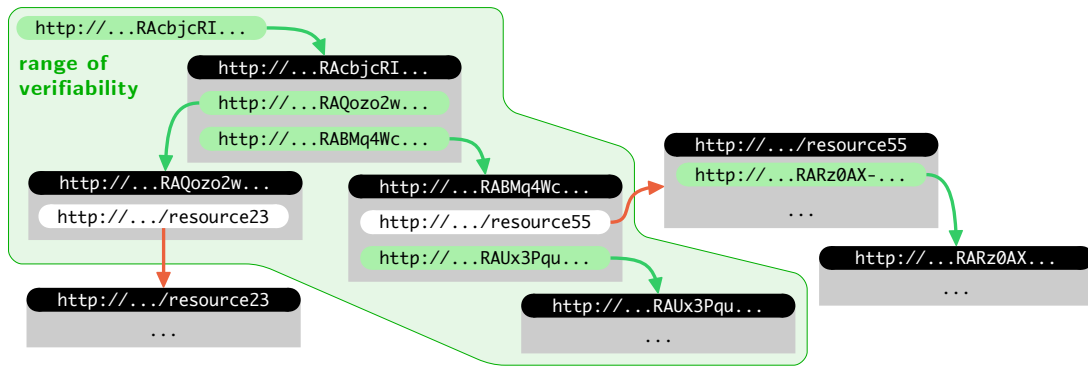 http://...RAcbjcRI...
range of
verifiability
http://...RAcbjcRI...
http://...RAQozo2w...
http://...RABMq4Wc...
http://.../resource55
http://...RARz0AX-...
...
http://...RAQozo2w...
http://.../resource23
http://...RABMq4Wc...
http://.../resource55
http://...RAUx3Pqu...
http://...RARz0AX...
...
http://.../resource23
...
http://...RAUx3Pqu...
...